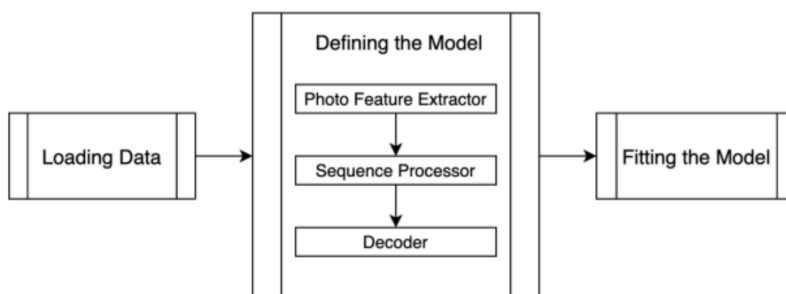 Loading Data
Defining the Model
Photo Feature Extractor
Sequence Processor
Decoder
Fitting the Model